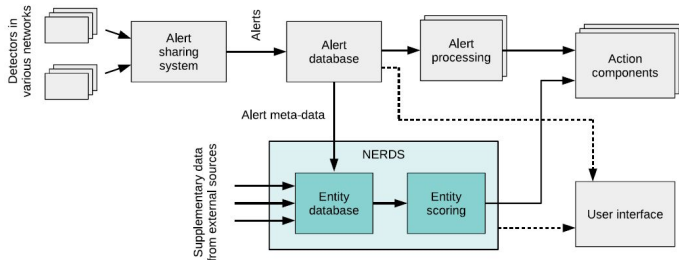 Detectors in
various networks
Alert
sharing
system
Alerts
Alert
database
Alert
processing
Action
components
Alert meta-data
NERDS
Supplementary data
from external sources
Entity
database
Entity
scoring
User interface